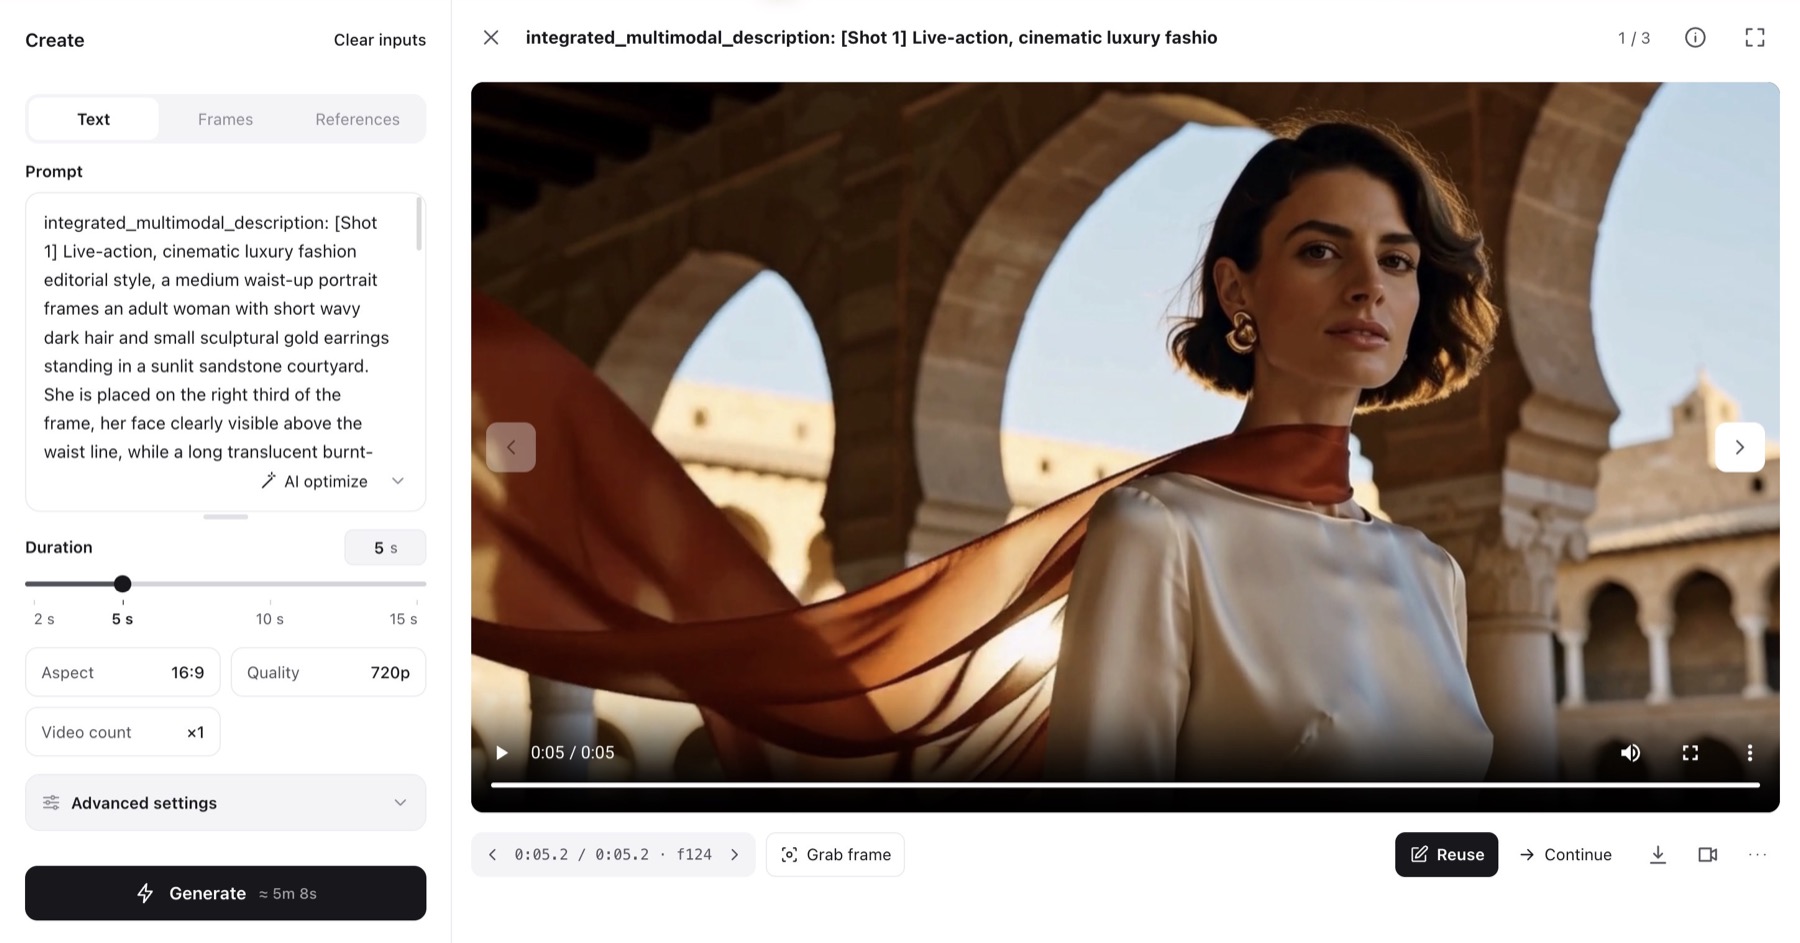 Create
Clear inputs
Text
Frames
References
Prompt
integrated_multimodal_description: [Shot
1] Live-action, cinematic luxury fashion
editorial style, a medium waist-up portrait
frames an adult woman with short wavy
dark hair and small sculptural gold earrings
standing in a sunlit sandstone courtyard.
She is placed on the right third of the
frame, her face clearly visible above the
waist line, while a long translucent burnt-
AI optimize
Duration
5 s
2 s
5 s
10 s
15 s
Aspect 16:9
Quality 720p
Video count ×1
Advanced settings
Generate ≈ 5m 8s
integrated_multimodal_description: [Shot 1] Live-action, cinematic luxury fashio
1 / 3
0:05 / 0:05
0:05.2 / 0:05.2 · f124
Grab frame
Reuse
Continue